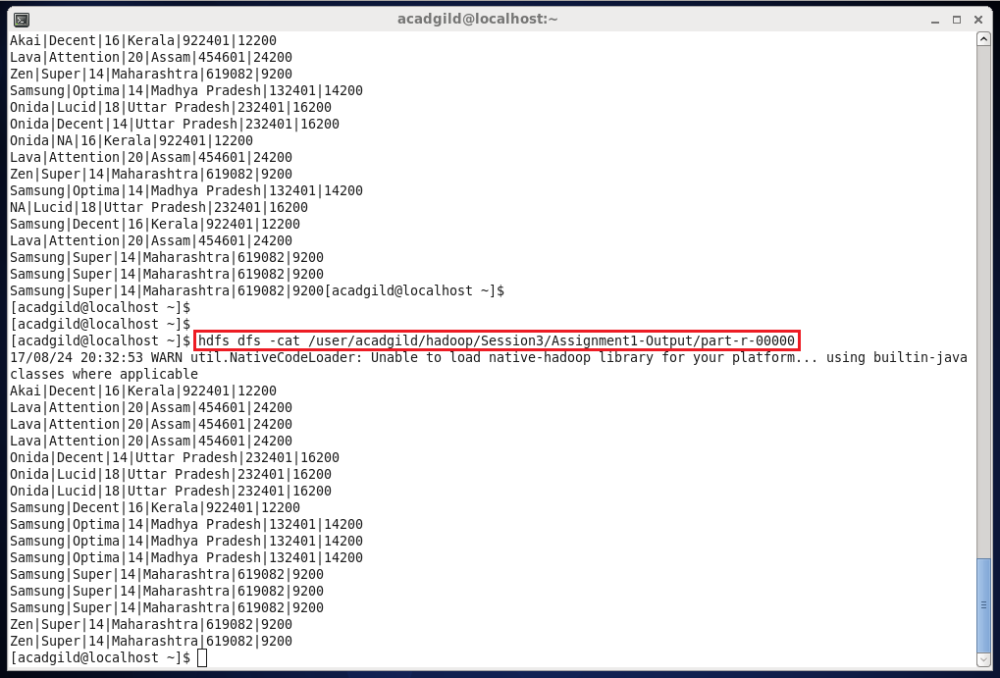 acadgild@localhost:~
Akai|Decent|16|Kerala|922401|12200
Lava|Attention|20|Assam|454601|24200
Zen|Super|14|Maharashtra|619082|9200
Samsung|Optima|14|Madhya Pradesh|132401|14200
Onida|Lucid|18|Uttar Pradesh|232401|16200
Onida|Decent|14|Uttar Pradesh|232401|16200
Onida|NA|16|Kerala|922401|12200
Lava|Attention|20|Assam|454601|24200
Zen|Super|14|Maharashtra|619082|9200
Samsung|Optima|14|Madhya Pradesh|132401|14200
NA|Lucid|18|Uttar Pradesh|232401|16200
Samsung|Decent|16|Kerala|922401|12200
Lava|Attention|20|Assam|454601|24200
Samsung|Super|14|Maharashtra|619082|9200
Samsung|Super|14|Maharashtra|619082|9200
Samsung|Super|14|Maharashtra|619082|9200[acadgild@localhost ~]$
[acadgild@localhost ~]$
[acadgild@localhost ~]$
[acadgild@localhost ~]$ hdfs dfs -cat /user/acadgild/hadoop/Session3/Assignment1-Output/part-r-00000
17/08/24 20:32:53 WARN util.NativeCodeLoader: Unable to load native-hadoop library for your platform... using builtin-java
classes where applicable
Akai|Decent|16|Kerala|922401|12200
Lava|Attention|20|Assam|454601|24200
Lava|Attention|20|Assam|454601|24200
Lava|Attention|20|Assam|454601|24200
Onida|Decent|14|Uttar Pradesh|232401|16200
Onida|Lucid|18|Uttar Pradesh|232401|16200
Onida|Lucid|18|Uttar Pradesh|232401|16200
Samsung|Decent|16|Kerala|922401|12200
Samsung|Optima|14|Madhya Pradesh|132401|14200
Samsung|Optima|14|Madhya Pradesh|132401|14200
Samsung|Optima|14|Madhya Pradesh|132401|14200
Samsung|Super|14|Maharashtra|619082|9200
Samsung|Super|14|Maharashtra|619082|9200
Samsung|Super|14|Maharashtra|619082|9200
Zen|Super|14|Maharashtra|619082|9200
Zen|Super|14|Maharashtra|619082|9200
[acadgild@localhost ~]$